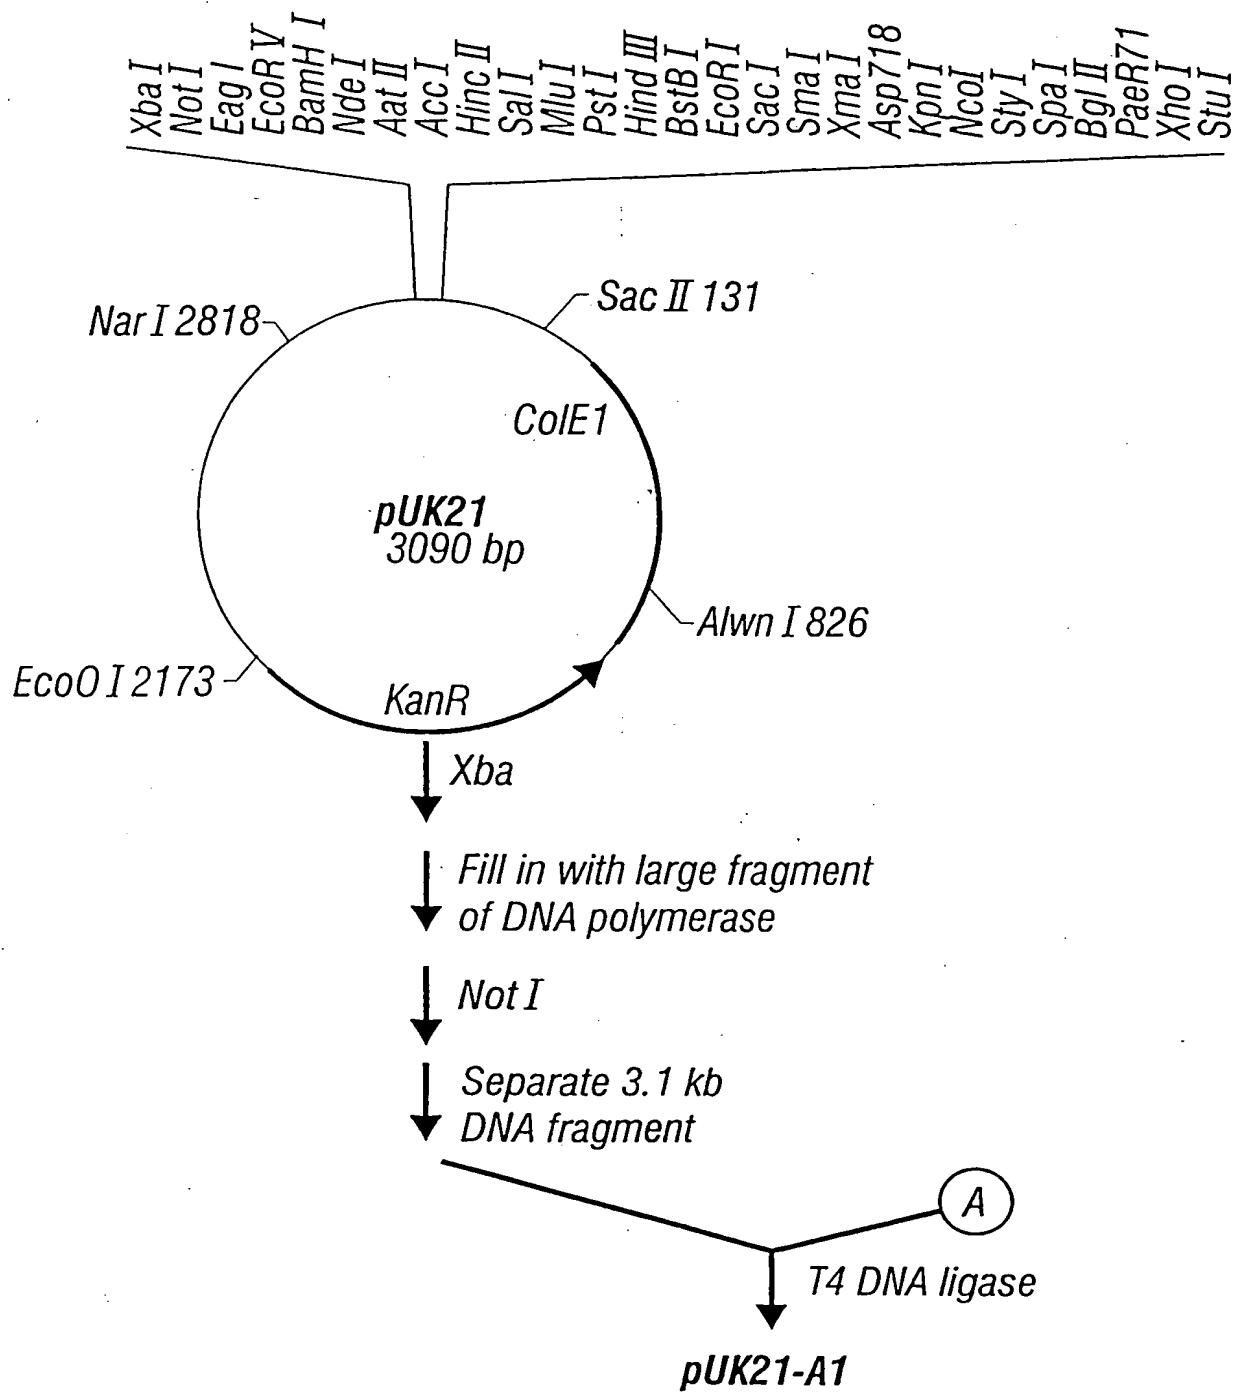 Xba I
Not I
Eag I
EcoR V
BamH I
Nde I
Aat II
Acc I
Hinc II
Sal I
Mlu I
Pst I
Hind III
BstB I
EcoR I
Sac I
Sma I
Xma I
Asp718
Kpn I
Nco I
Sty I
Spa I
Bgl II
PaeR71
Xho I
Stu I
Nar I 2818
Sac II 131
ColE1
pUK21
3090 bp
Alwn I 826
EcoO I 2173
KanR
Xba
Fill in with large fragment
of DNA polymerase
Not I
Separate 3.1 kb
DNA fragment
A
T4 DNA ligase
pUK21-A1